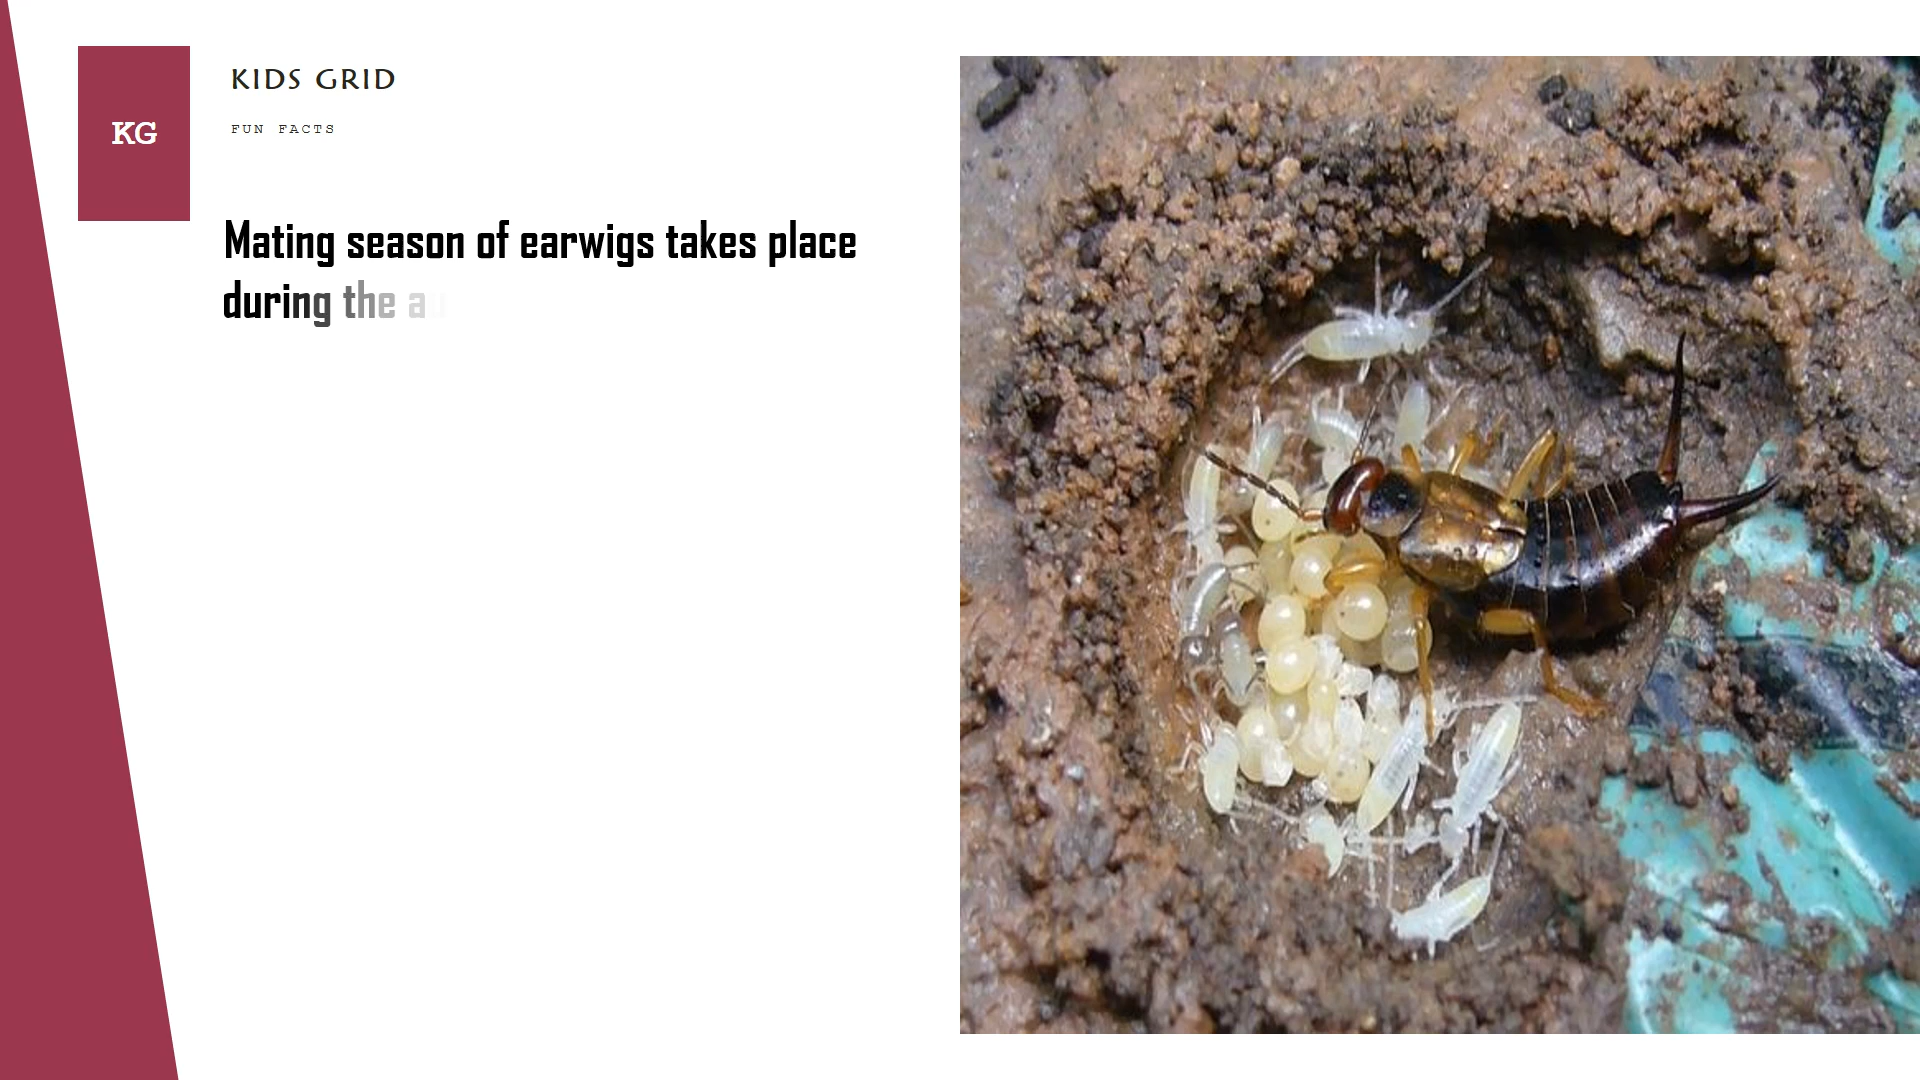 KG
KIDS GRID
FUN FACTS
Mating season of earwigs takes place
during the